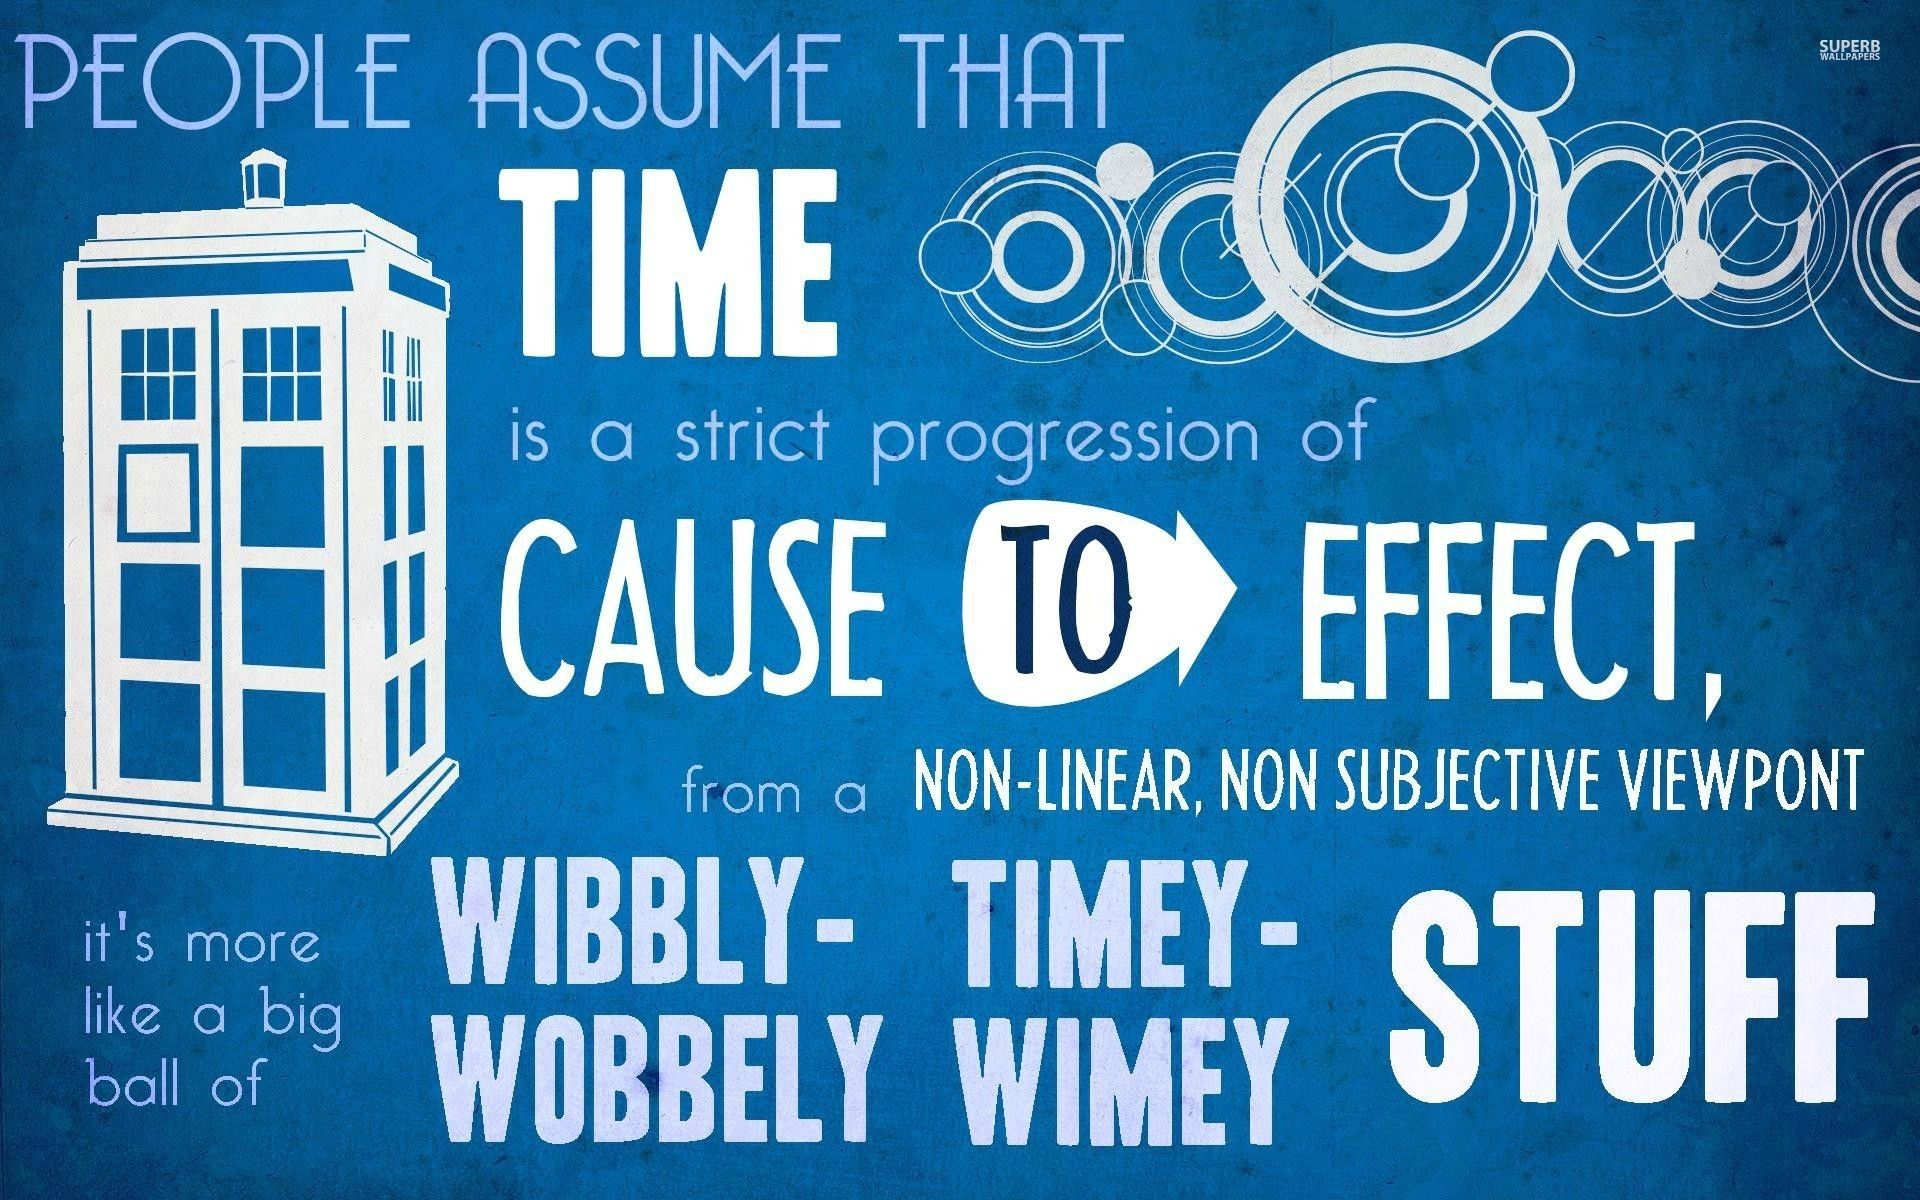 PEOPLE ASSUME THAT
SUPERB
WALLPAPERS
TIME
is a strict progression of
CAUSE TO EFFECT,
from a NON-LINEAR, NON SUBJECTIVE VIEWPONT
it's more
like a big
ball of
WIBBLY-
WOBBELY
TIMEY-
WIMEY
STUFF